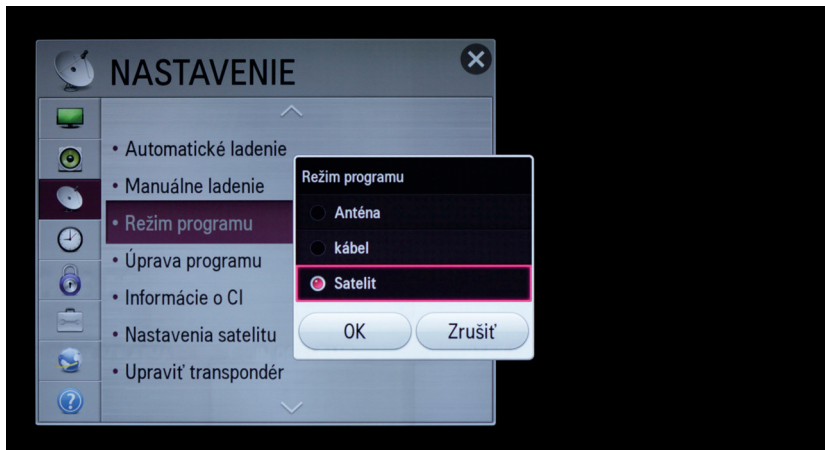 NASTAVENIE
• Automatické ladenie
• Manuálne ladenie
• Režim programu
• Úprava programu
• Informácie o CI
• Nastavenia satelitu
• Upraviť transpondér
Režim programu
Anténa
kábel
Satelit
OK
Zrušiť